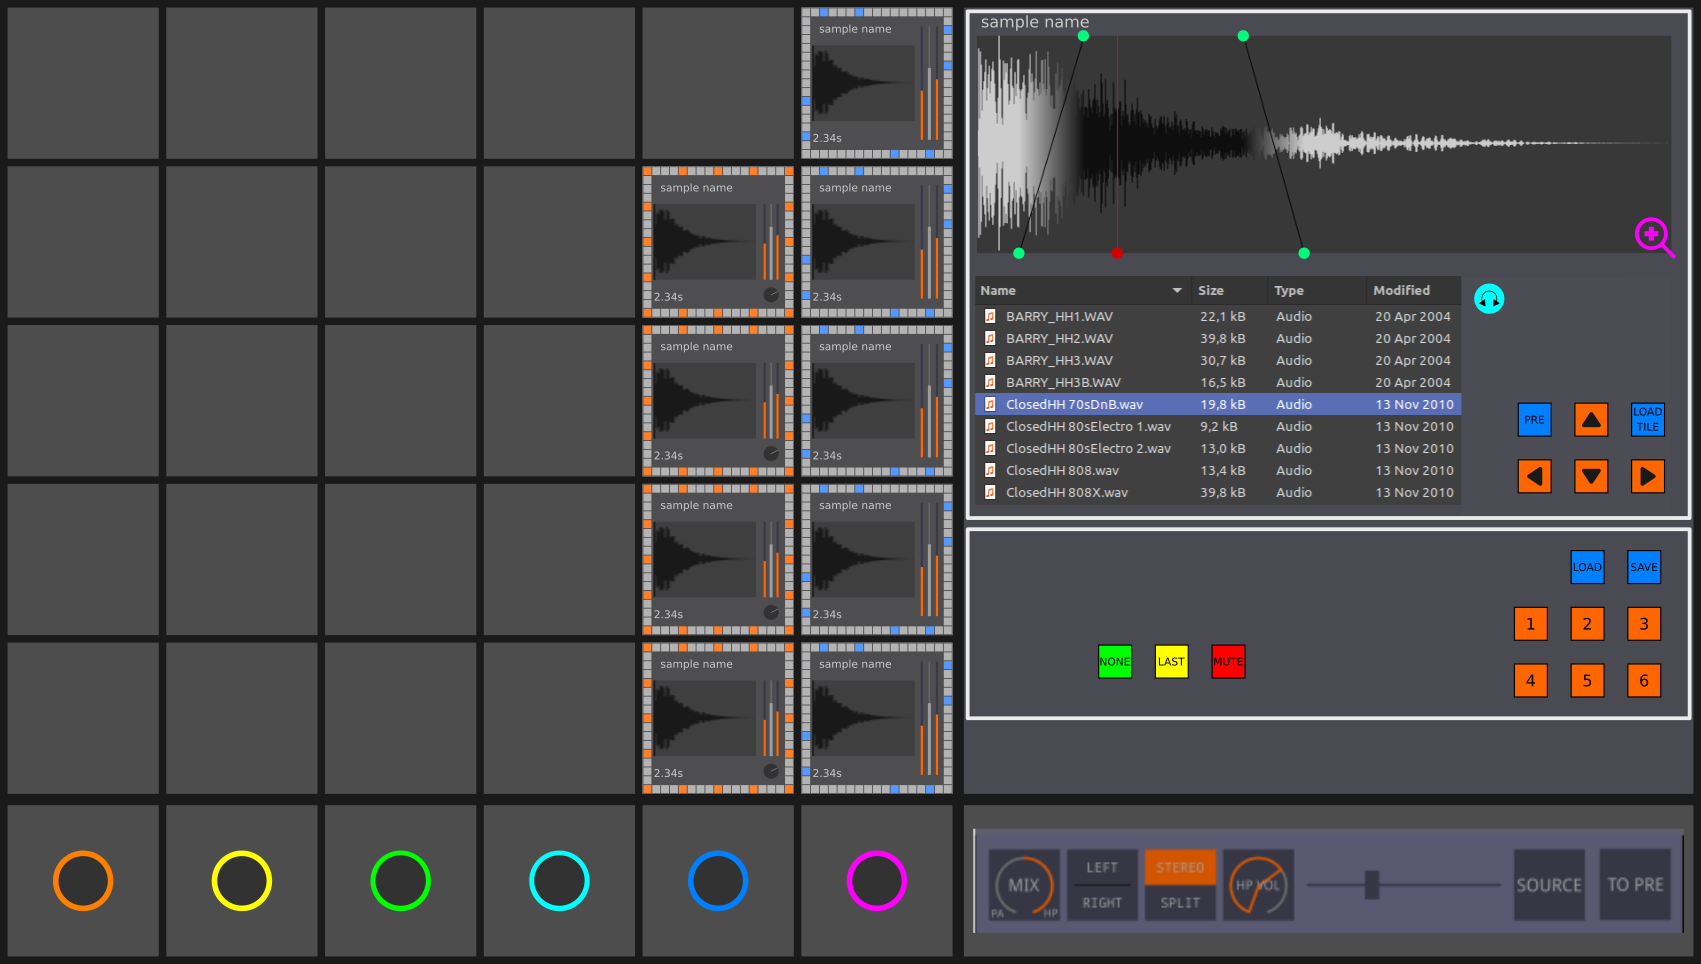 sample name
2.34s
sample name
2.34s
sample name
2.34s
sample name
2.34s
sample name
2.34s
sample name
2.34s
sample name
2.34s
sample name
2.34s
sample name
2.34s
sample name
Name Size Type Modified
BARRY_HH1.WAV 22,1 kB Audio 20 Apr 2004
BARRY_HH2.WAV 39,8 kB Audio 20 Apr 2004
BARRY_HH3.WAV 30,7 kB Audio 20 Apr 2004
BARRY_HH3B.WAV 16,5 kB Audio 20 Apr 2004
ClosedHH 70sDnB.wav 19,8 kB Audio 13 Nov 2010
ClosedHH 80sElectro 1.wav 9,2 kB Audio 13 Nov 2010
ClosedHH 80sElectro 2.wav 13,0 kB Audio 13 Nov 2010
ClosedHH 808.wav 13,4 kB Audio 13 Nov 2010
ClosedHH 808X.wav 39,8 kB Audio 13 Nov 2010
PRE
LOAD
TILE
LOAD SAVE
1 2 3
NONE LAST MUTE
4 5 6
MIX
PA HP
LEFT
RIGHT
STEREO
SPLIT
HP VOL
SOURCE
TO PRE